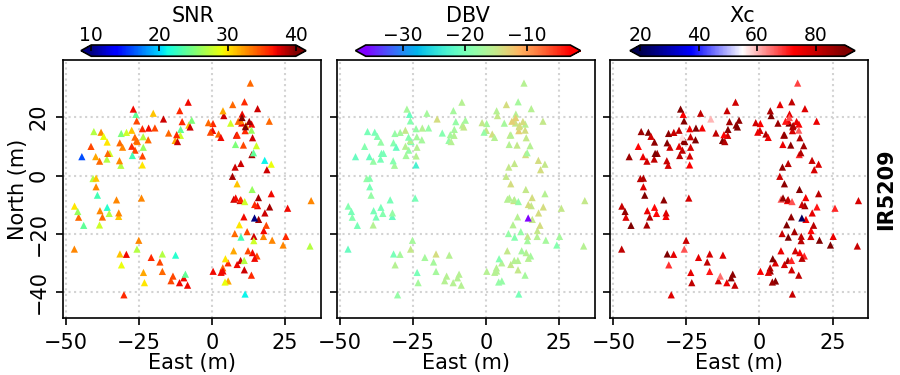 SNR DBV Xc
10 20 30 40 −30 −20 −10 20 40 60 80
North (m)
20
0
−20
−40
−50 −25 0 25 −50 −25 0 25 −50 −25 0 25
East (m) East (m) East (m)
IR5209